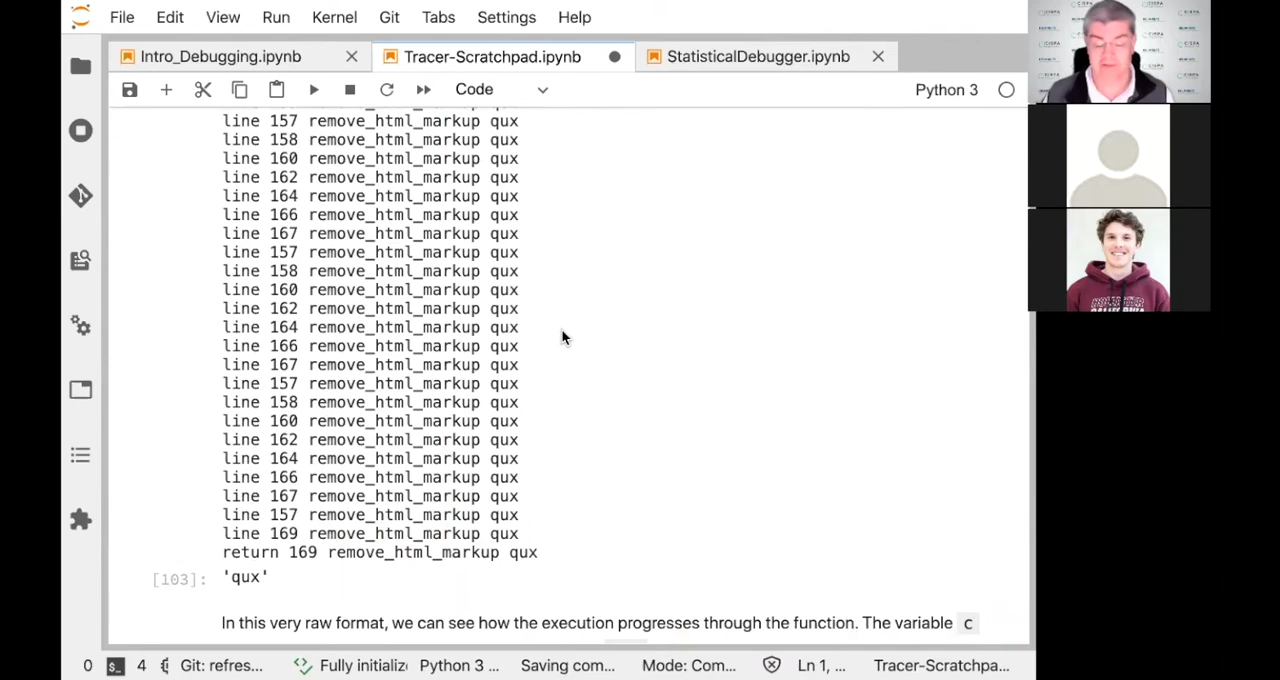 File Edit View Run Kernel Git Tabs Settings Help
Intro_Debugging.ipynb Tracer-Scratchpad.ipynb StatisticalDebugger.ipynb
Code Python 3
line 157 remove_html_markup qux
line 158 remove_html_markup qux
line 160 remove_html_markup qux
line 162 remove_html_markup qux
line 164 remove_html_markup qux
line 166 remove_html_markup qux
line 167 remove_html_markup qux
line 157 remove_html_markup qux
line 158 remove_html_markup qux
line 160 remove_html_markup qux
line 162 remove_html_markup qux
line 164 remove_html_markup qux
line 166 remove_html_markup qux
line 167 remove_html_markup qux
line 157 remove_html_markup qux
line 158 remove_html_markup qux
line 160 remove_html_markup qux
line 162 remove_html_markup qux
line 164 remove_html_markup qux
line 166 remove_html_markup qux
line 167 remove_html_markup qux
line 157 remove_html_markup qux
line 169 remove_html_markup qux
return 169 remove_html_markup qux
[103]: 'qux'
In this very raw format, we can see how the execution progresses through the function. The variable c
0 4 Git: refres... Fully initializ Python 3 ... Saving com... Mode: Com... Ln 1, ... Tracer-Scratchpa...